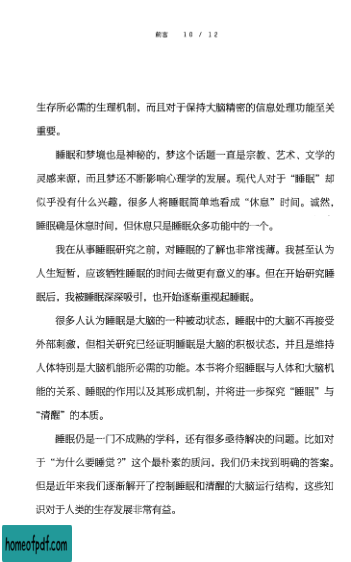 前言 10 / 12
生存所必需的生理机制，而且对于保持大脑精密的信息处理功能至关
重要。
睡眠和梦境也是神秘的，梦这个话题一直是宗教、艺术、文学的
灵感来源，而且梦还不断影响心理学的发展。现代人对于“睡眠”却
似乎没有什么兴趣，很多人将睡眠简单地看成“休息”时间。诚然，
睡眠确是休息时间，但休息只是睡眠众多功能中的一个。
我在从事睡眠研究之前，对睡眠的了解也非常浅薄。我甚至认为
人生短暂，应该牺牲睡眠的时间去做更有意义的事。但在开始研究睡
眠后，我被睡眠深深吸引，也开始逐渐重视起睡眠。
很多人认为睡眠是大脑的一种被动状态，睡眠中的大脑不再接受
外部刺激，但相关研究已经证明睡眠是大脑的积极状态，并且是维持
人体特别是大脑机能所必需的功能。本书将介绍睡眠与人体和大脑机
能的关系、睡眠的作用以及其形成机制，并将进一步探究“睡眠”与
“清醒”的本质。
睡眠仍是一门不成熟的学科，还有很多亟待解决的问题。比如对
于“为什么要睡觉？”这个最朴素的质问，我们仍未找到明确的答案。
但是近年来我们逐渐解开了控制睡眠和清醒的大脑运行结构，这些知
识对于人类的生存发展非常有益。
homeofpdf.com